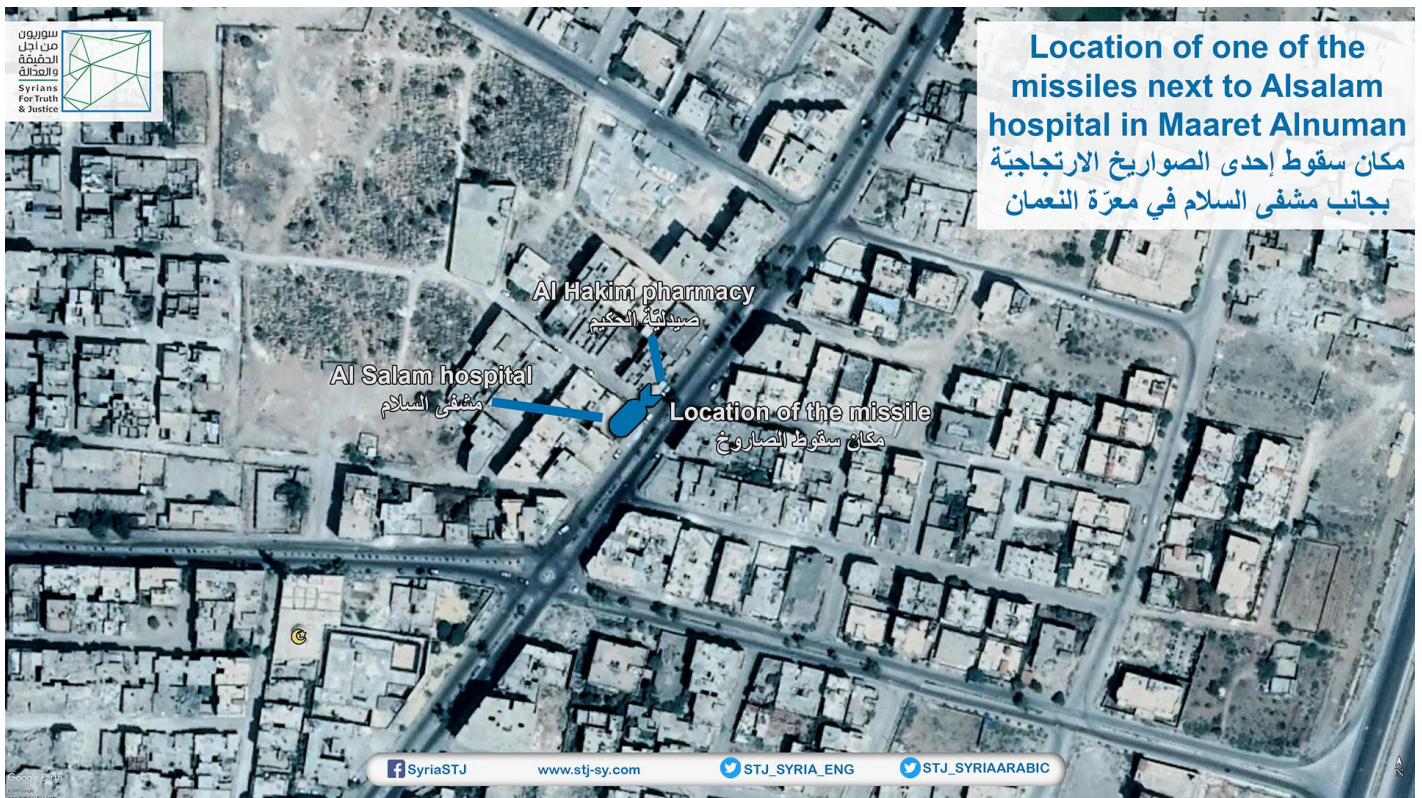 سوريون
من أجل
الحقيقة
والعدالة
Syrians
For Truth
& Justice
Location of one of the
missiles next to Alsalam
hospital in Maaret Alnuman
مكان سقوط إحدى الصواريخ الارتجاجيّة
بجانب مشفى السلام في معرّة النعمان
Al Hakim pharmacy
صيدليّة الحكيم
Al Salam hospital
مشفى السلام
Location of the missile
مكان سقوط الصاروخ
SyriaSTJ
www.stj-sy.com
STJ_SYRIA_ENG
STJ_SYRIAARABIC
Google Earth
N